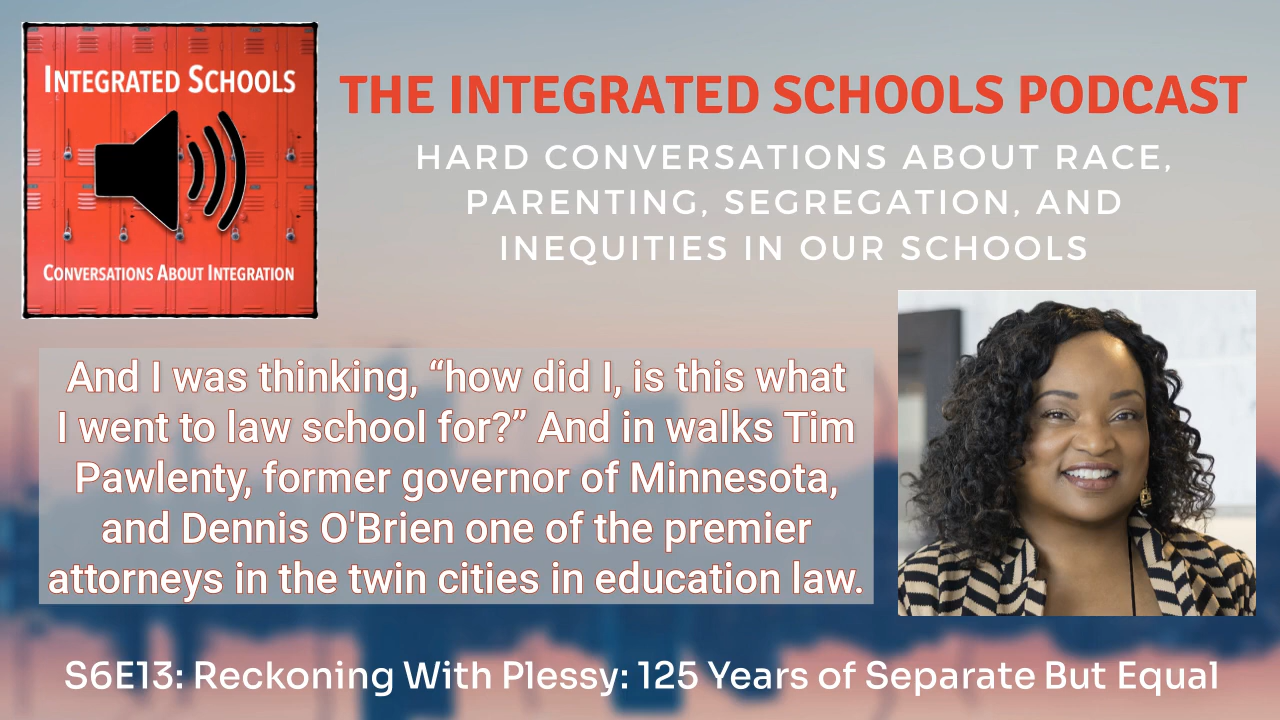 INTEGRATED SCHOOLS
CONVERSATIONS ABOUT INTEGRATION
THE INTEGRATED SCHOOLS PODCAST
HARD CONVERSATIONS ABOUT RACE,
PARENTING, SEGREGATION, AND
INEQUITIES IN OUR SCHOOLS
And I was thinking, “how did I, is this what
I went to law school for?” And in walks Tim
Pawlenty, former governor of Minnesota,
and Dennis O'Brien one of the premier
attorneys in the twin cities in education law.
S6E13: Reckoning With Plessy: 125 Years of Separate But Equal